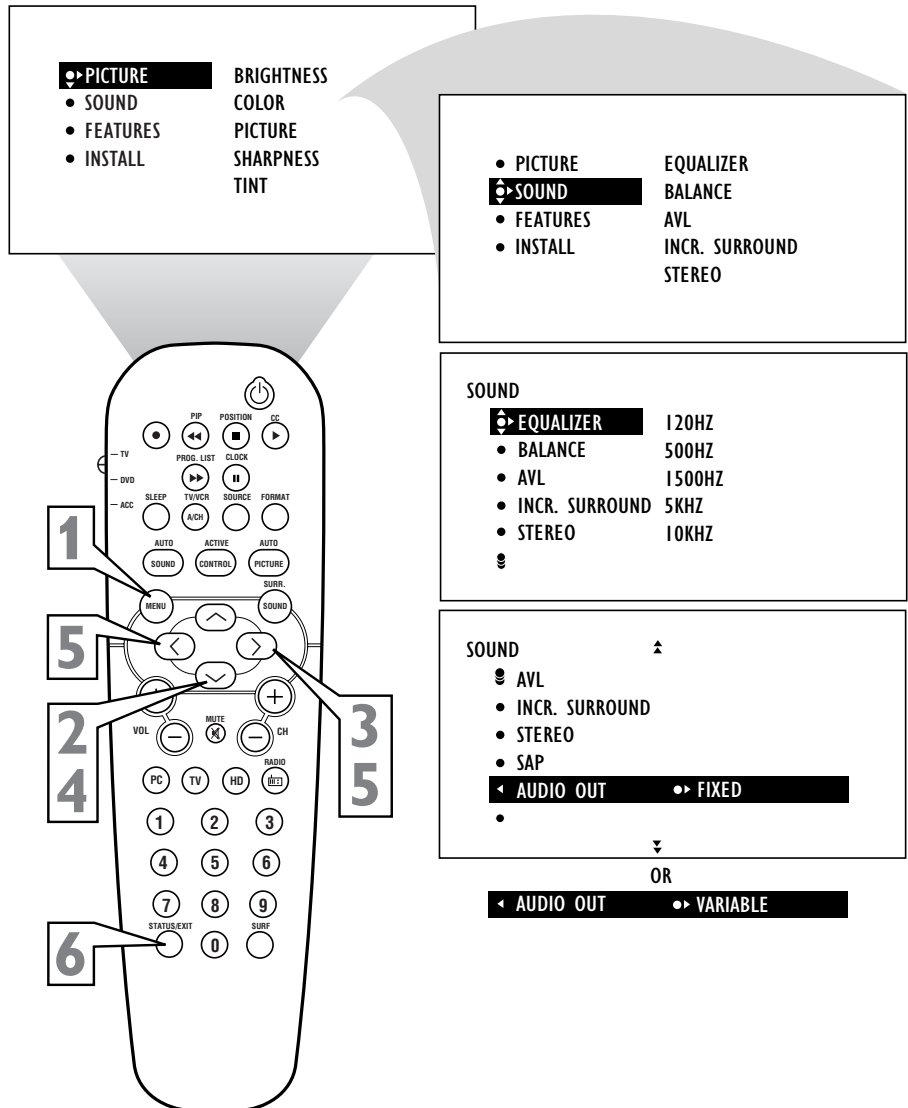 PICTURE BRIGHTNESS
SOUND COLOR
FEATURES PICTURE
INSTALL SHARPNESS
TINT
PICTURE EQUALIZER
SOUND BALANCE
FEATURES AVL
INSTALL INCR. SURROUND
STEREO
SOUND
EQUALIZER 120HZ
BALANCE 500HZ
AVL 1500HZ
INCR. SURROUND 5KHZ
STEREO 10KHZ
SOUND
AVL
INCR. SURROUND
STEREO
SAP
AUDIO OUT FIXED
OR
AUDIO OUT VARIABLE
PIP POSITION CC
TV
DVD
ACC
PROG. LIST CLOCK
SLEEP TV/VCR SOURCE FORMAT
A/CH
AUTO ACTIVE AUTO
SOUND CONTROL PICTURE
SURR.
MENU SOUND
VOL MUTE CH
RADIO
PC TV HD
1 2 3
4 5 6
7 8 9
STATUS/EXIT SURF
0
1
5
2
4
3
5
6